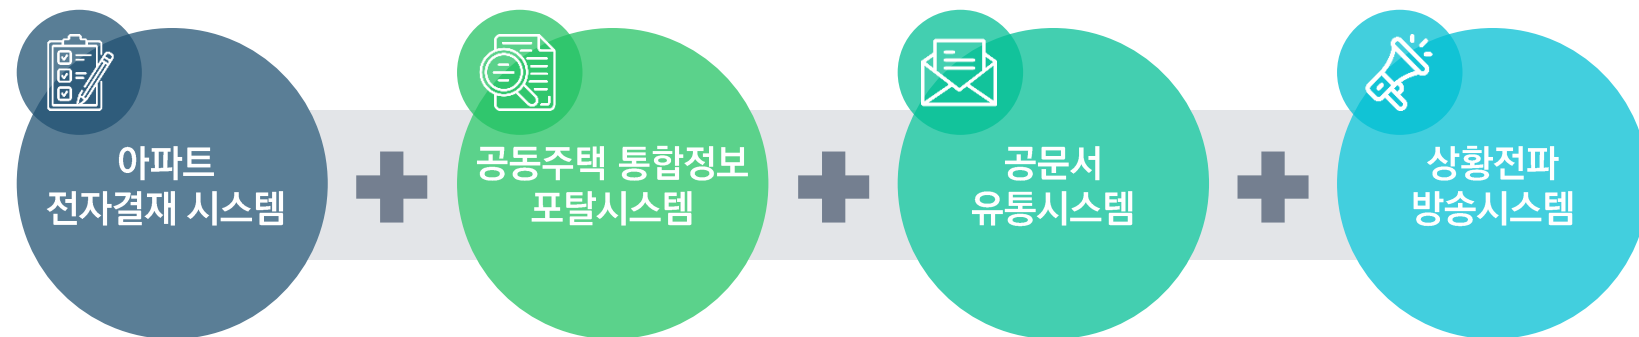 아파트
전자결재 시스템
공동주택 통합정보
포탈시스템
공문서
유통시스템
상황전파
방송시스템